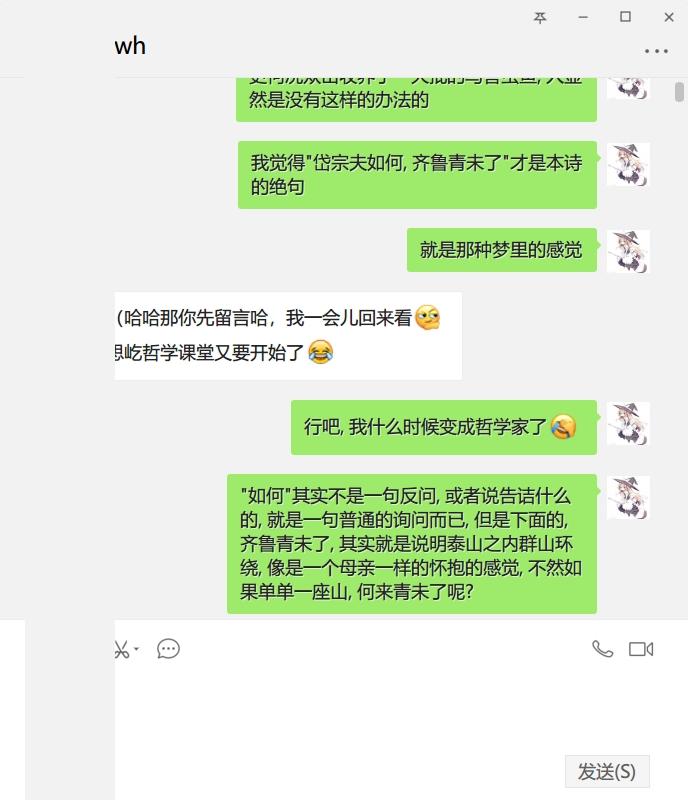 wh
然是没有这样的办法的
我觉得"岱宗夫如何, 齐鲁青未了"才是本诗
的绝句
就是那种梦里的感觉
（哈哈那你先留言哈，我一会儿回来看
屹哲学课堂又要开始了
行吧, 我什么时候变成哲学家了
"如何"其实不是一句反问, 或者说告诘什么
的, 就是一句普通的询问而已, 但是下面的,
齐鲁青未了, 其实就是说明泰山之内群山环
绕, 像是一个母亲一样的怀抱的感觉, 不然如
果单单一座山, 何来青未了呢?
发送(S)